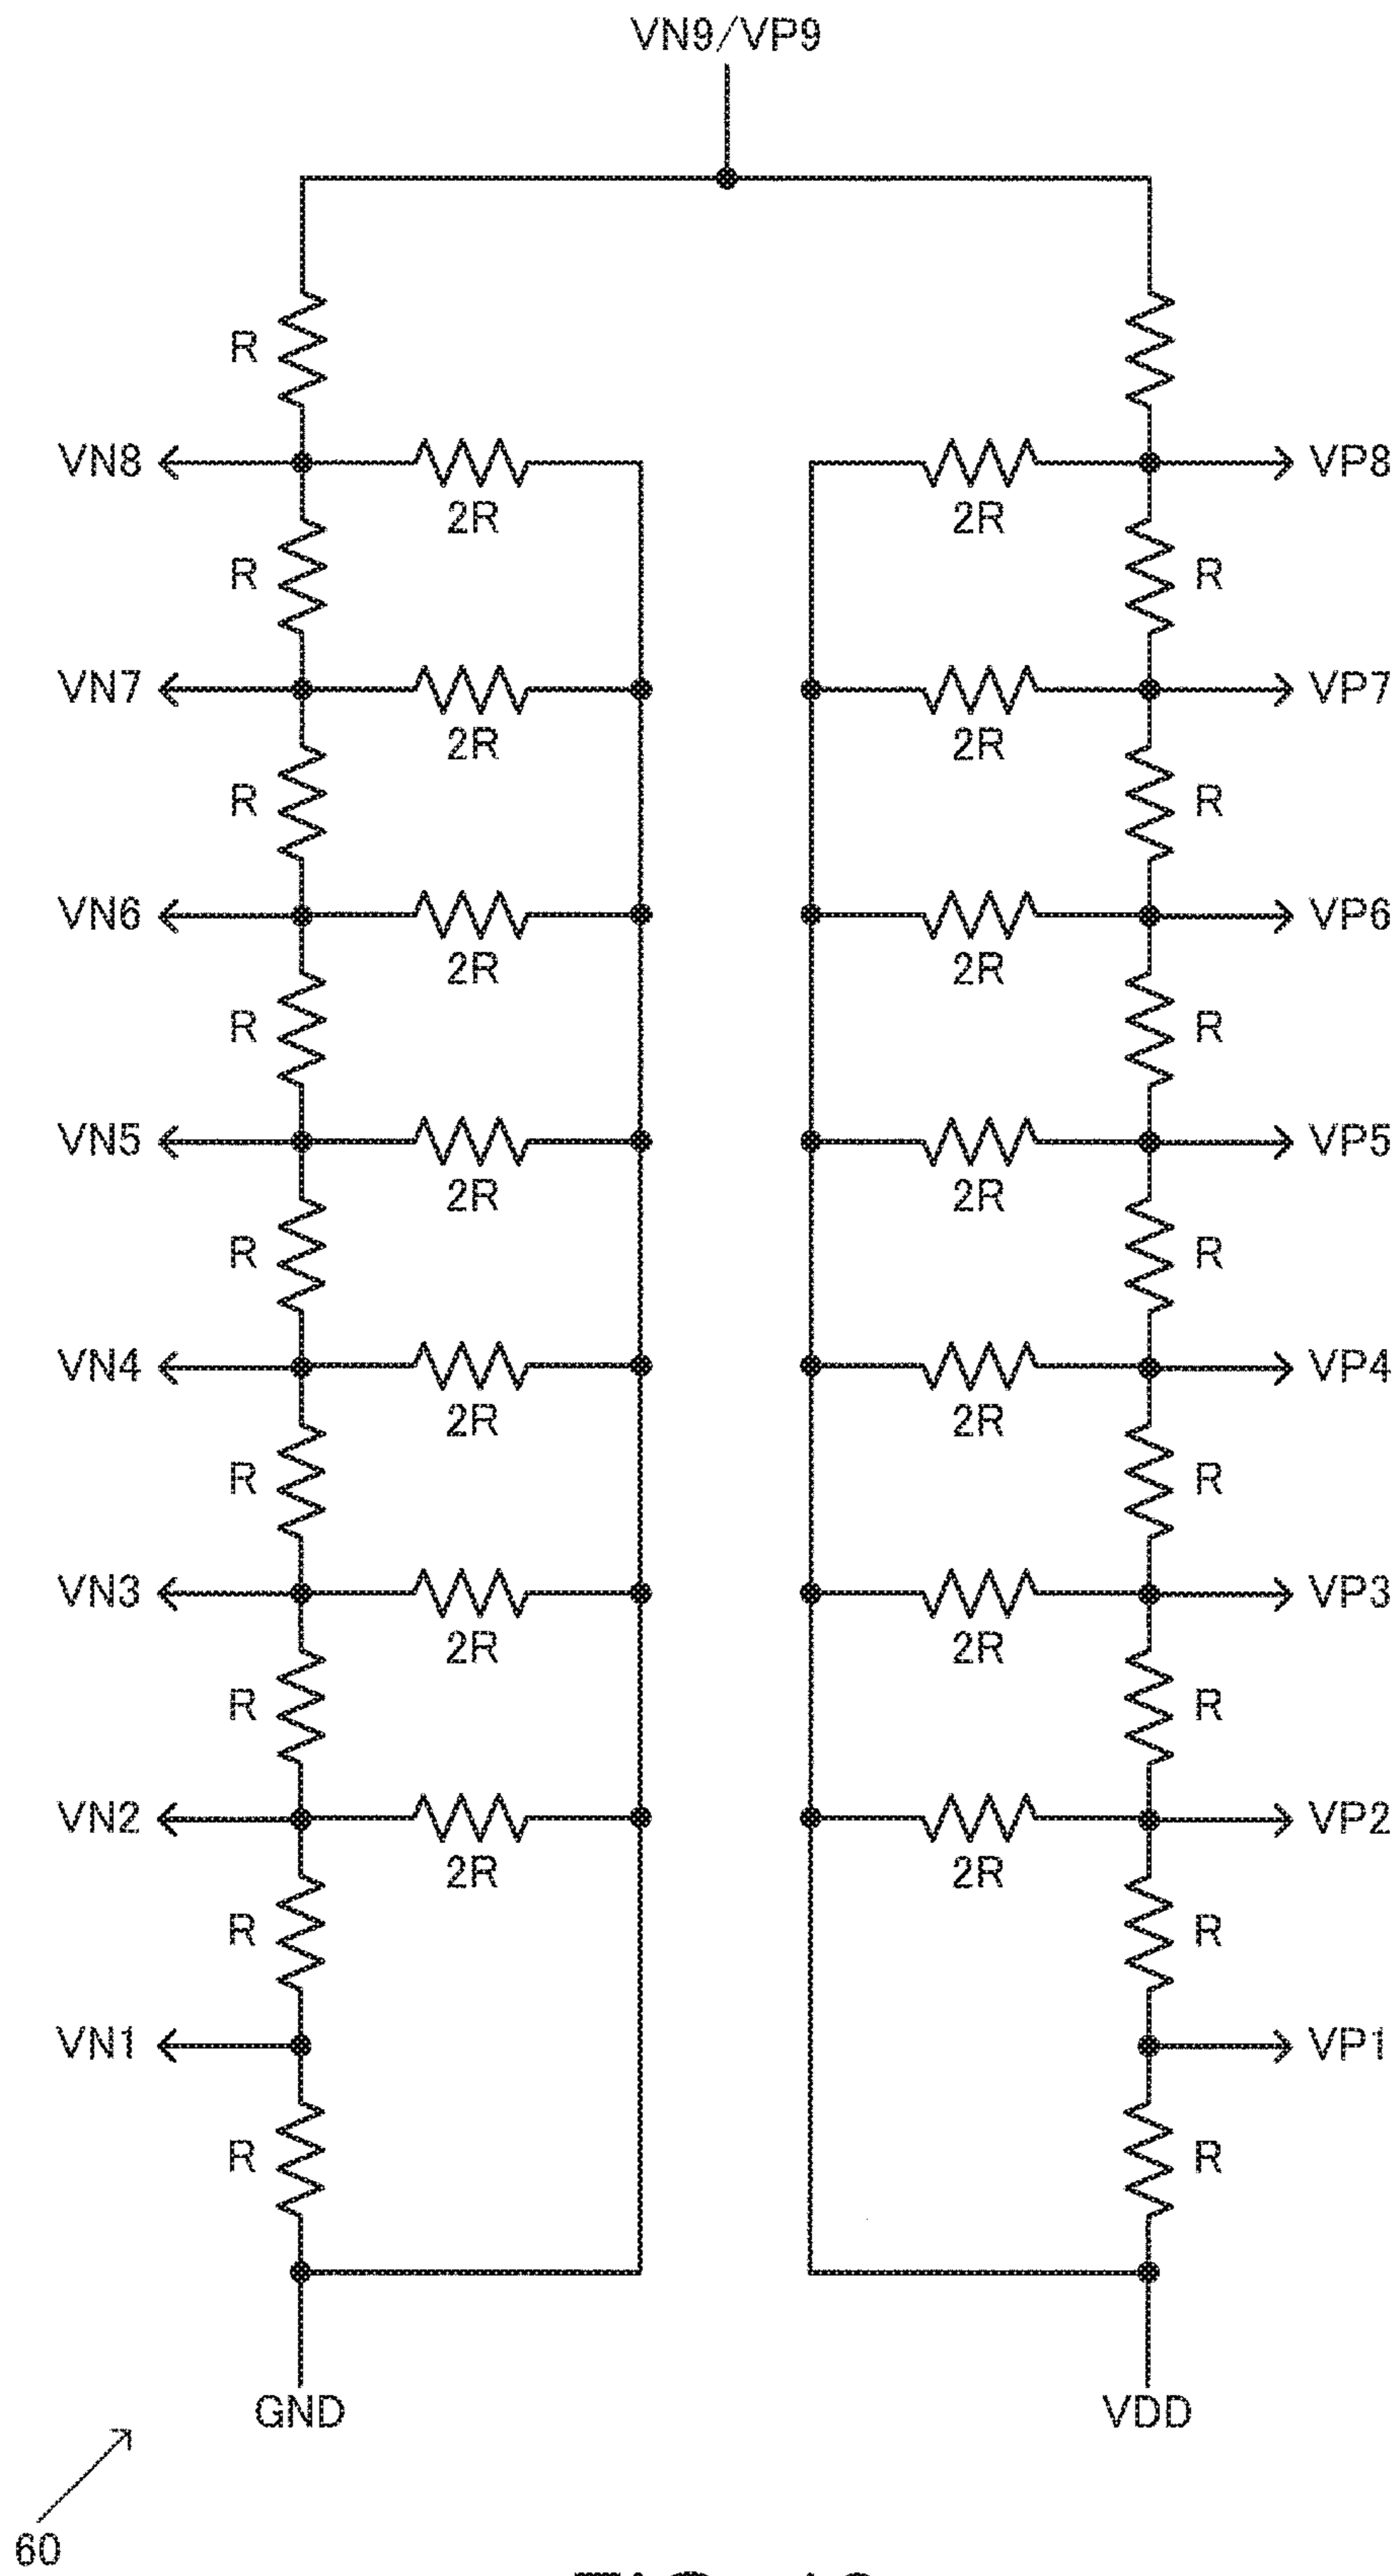 VN9/VP9
R
VN8 2R 2R VP8
R R
VN7 2R 2R VP7
R R
VN6 2R 2R VP6
R R
VN5 2R 2R VP5
R R
VN4 2R 2R VP4
R R
VN3 2R 2R VP3
R R
VN2 2R 2R VP2
R R
VN1 VP1
R R
GND VDD
60